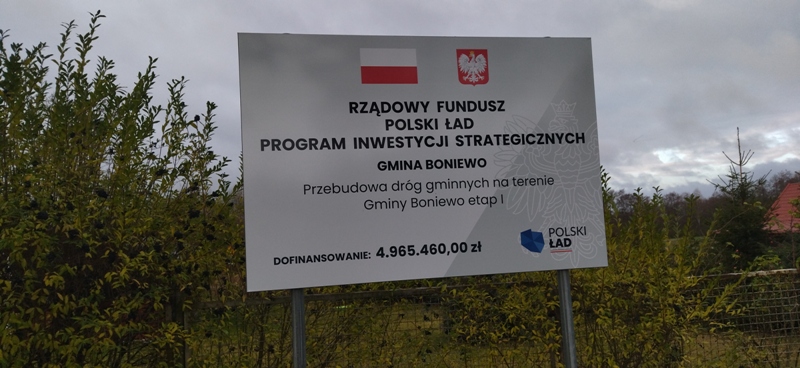 RZĄDOWY FUNDUSZ
POLSKI ŁAD
PROGRAM INWESTYCJI STRATEGICZNYCH
GMINA BONIEWO
Przebudowa dróg gminnych na terenie
Gminy Boniewo etap I
DOFINANSOWANIE: 4.965.460,00 zł
POLSKI
ŁAD